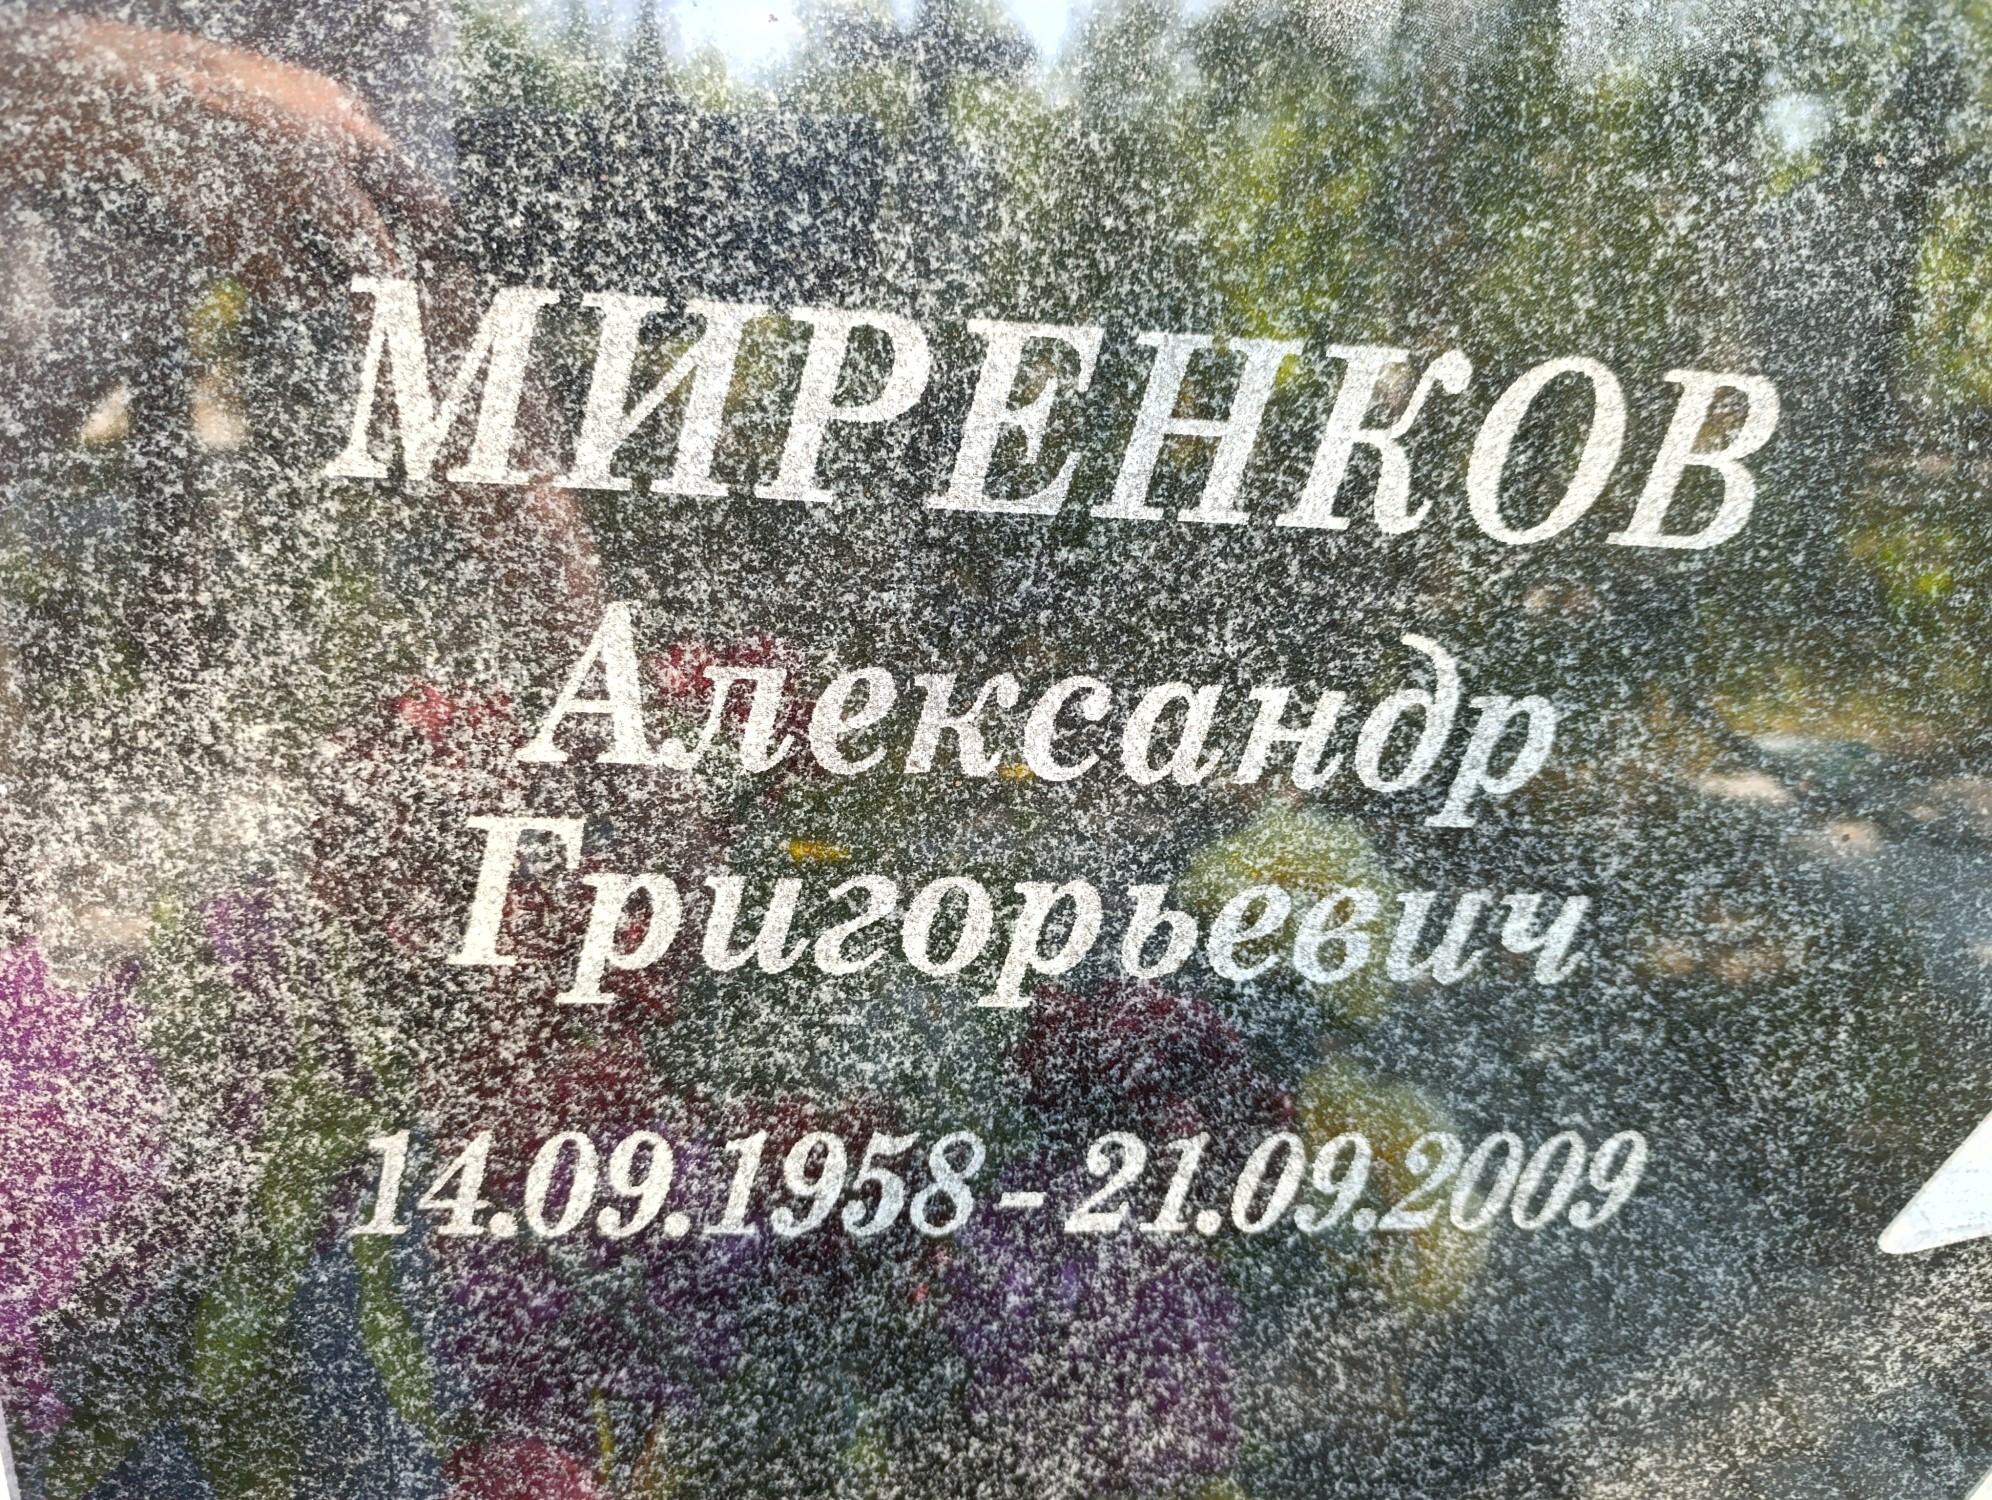 МИРЕНКОВ
Александр
Григорьевич
14.09.1958 - 21.09.2009